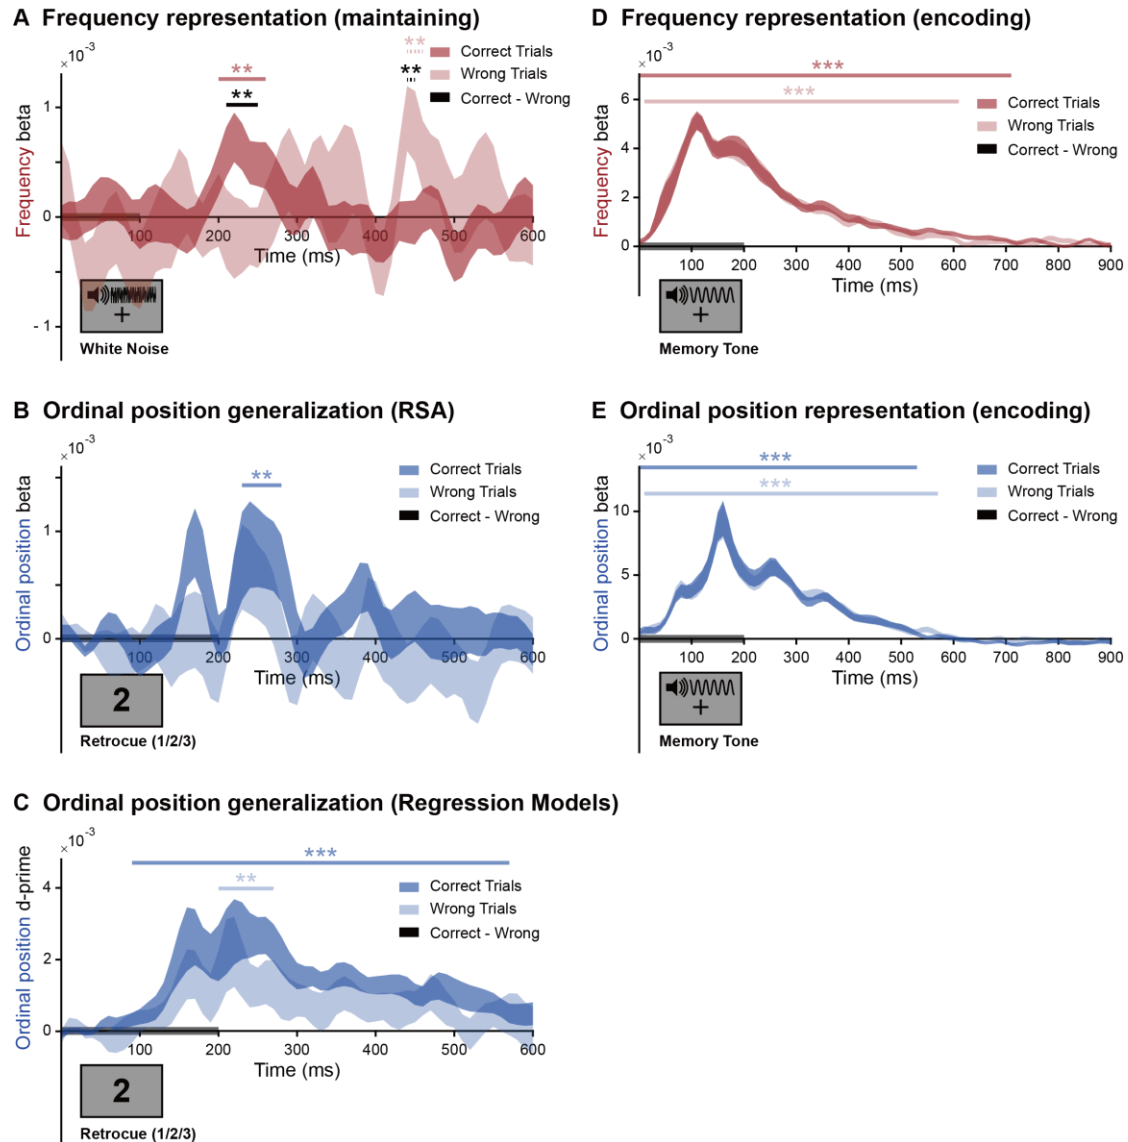 A Frequency representation (maintaining)
×10-3
**
**
**
**
Correct Trials
Wrong Trials
Correct - Wrong
Frequency beta
1
0
- 1
100 200 300 400 500 600
Time (ms)
White Noise
B Ordinal position generalization (RSA)
×10-3
**
Correct Trials
Wrong Trials
Correct - Wrong
Ordinal position beta
1
0
100 200 300 400 500 600
Time (ms)
2
Retrocue (1/2/3)
C Ordinal position generalization (Regression Models)
×10-3
***
**
Correct Trials
Wrong Trials
Correct - Wrong
Ordinal position d-prime
4
2
0
100 200 300 400 500 600
Time (ms)
2
Retrocue (1/2/3)
D Frequency representation (encoding)
×10-3
***
***
Correct Trials
Wrong Trials
Correct - Wrong
Frequency beta
6
4
2
0
100 200 300 400 500 600 700 800 900
Time (ms)
Memory Tone
E Ordinal position representation (encoding)
×10-3
***
***
Correct Trials
Wrong Trials
Correct - Wrong
Ordinal position beta
10
5
0
100 200 300 400 500 600 700 800 900
Time (ms)
Memory Tone